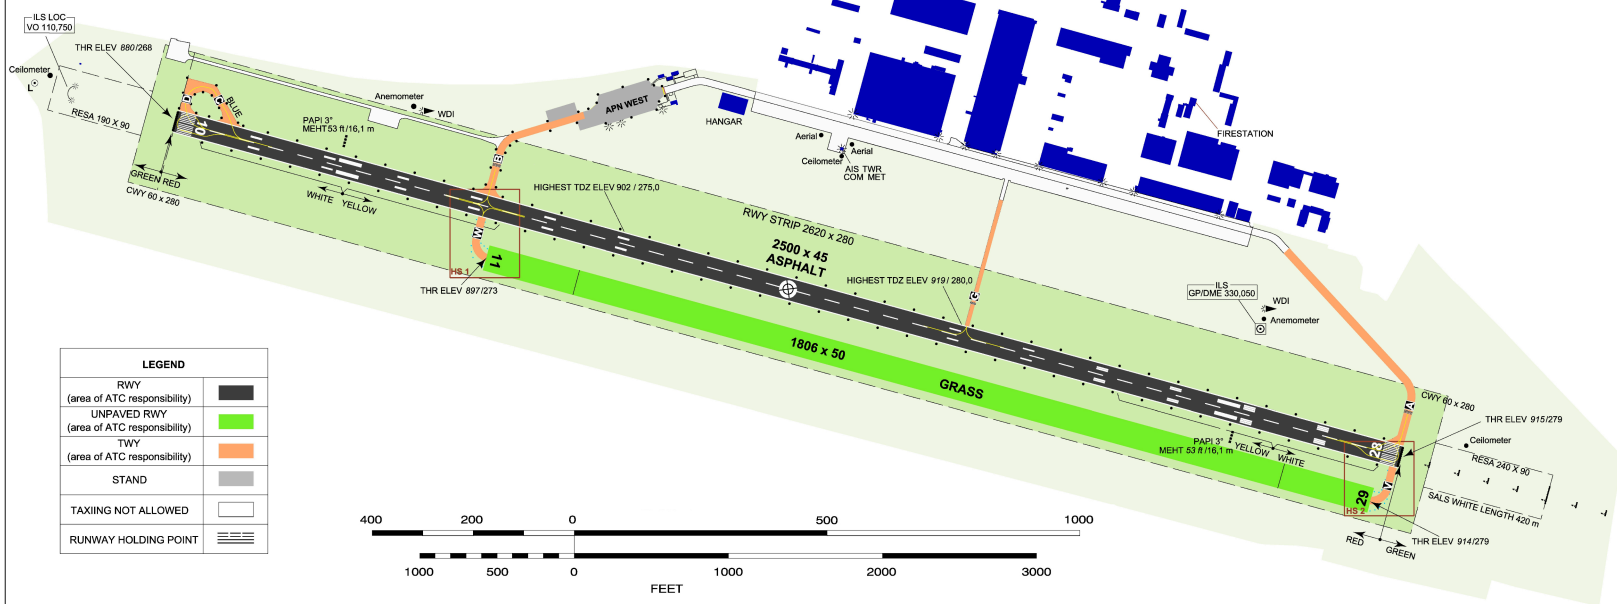 ILS LOC
VO 110,750
THR ELEV 880/268
Ceilometer
L
RESA 190 X 90
D
C
BLUE
10
GREEN RED
CWY 60 x 280
PAPI 3°
MEHT 53 ft/16,1 m
WHITE YELLOW
Anemometer
WDI
APN WEST
B
HIGHEST TDZ ELEV 902 / 275,0
W
11
HS 1
THR ELEV 897/273
HANGAR
Aerial
Aerial
Ceilometer
AIS TWR
COM MET
FIRESTATION
RWY STRIP 2620 x 280
2500 x 45
ASPHALT
HIGHEST TDZ ELEV 919/ 280,0
G
ILS
GP/DME 330,050
WDI
Anemometer
1806 x 50
GRASS
A
CWY 60 x 280
THR ELEV 915/279
PAPI 3°
MEHT 53 ft /16,1 m
YELLOW
WHITE
28
Ceilometer
RESA 240 X 90
M
29
HS 2
SALS WHITE LENGTH 420 m
RED
GREEN
THR ELEV 914/279
LEGEND
RWY
(area of ATC responsibility)
UNPAVED RWY
(area of ATC responsibility)
TWY
(area of ATC responsibility)
STAND
TAXIING NOT ALLOWED
RUNWAY HOLDING POINT
400 200 0 500 1000
1000 500 0 1000 2000 3000
FEET